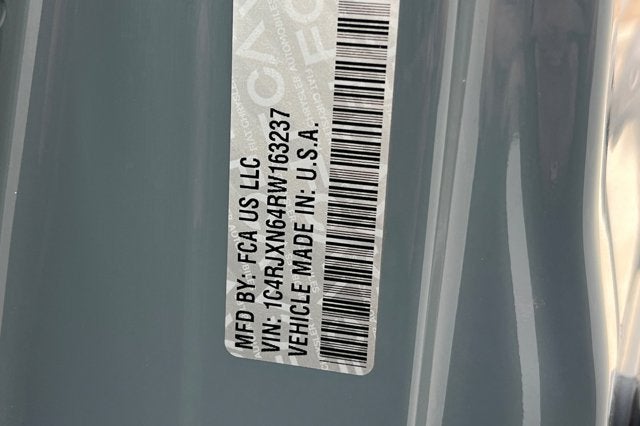 MFD BY: FCA US LLC
VIN: 1C4RJXN64RW163237
VEHICLE MADE IN: U.S.A.